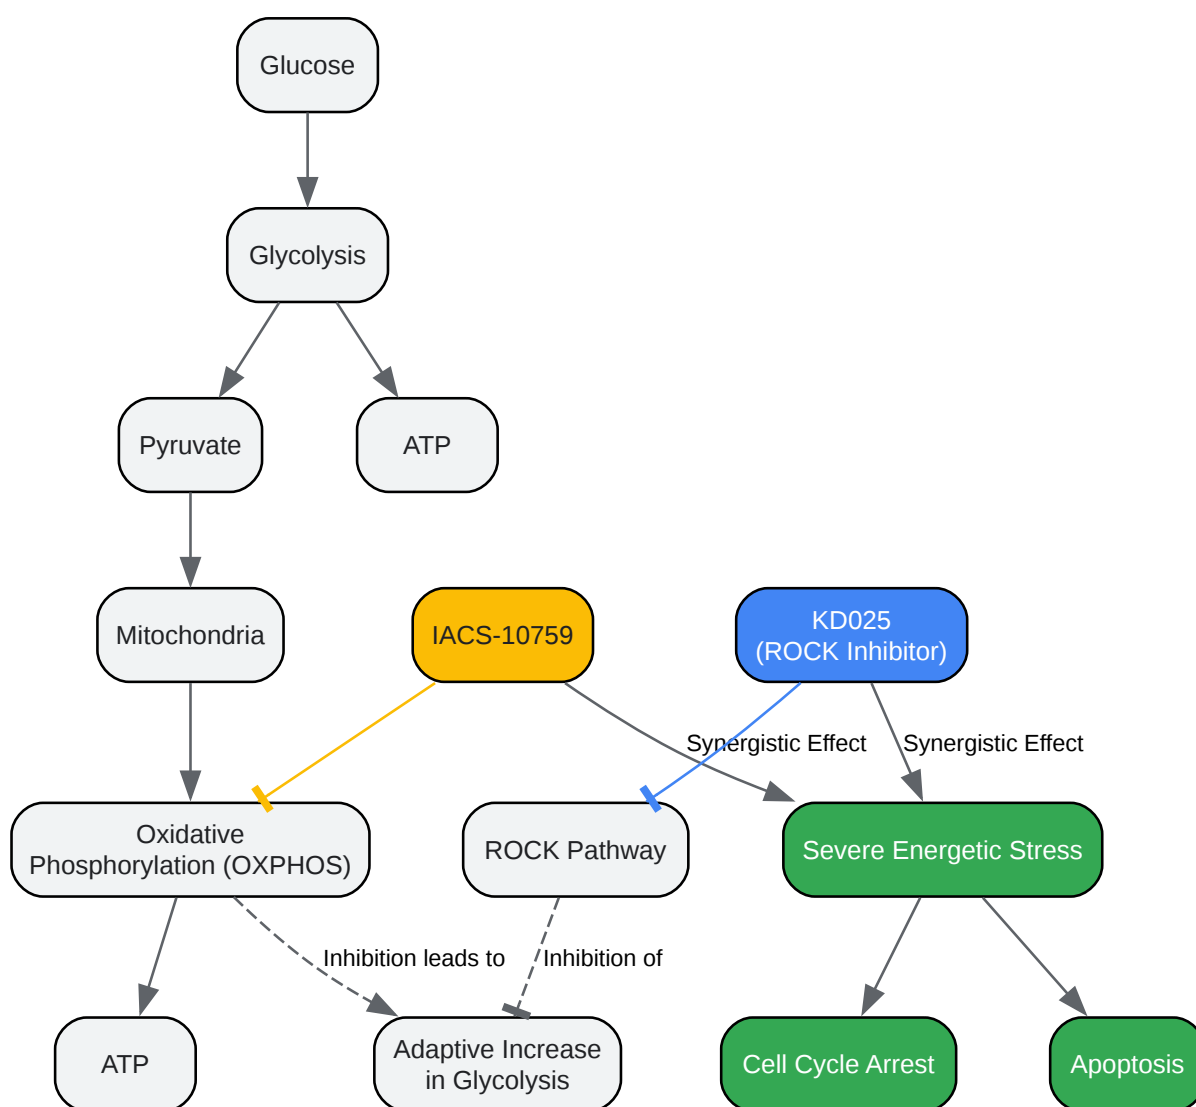 Glucose
Glycolysis
Pyruvate
ATP
Mitochondria
IACS-10759
KD025
(ROCK Inhibitor)
Synergistic Effect
Synergistic Effect
Oxidative
Phosphorylation (OXPHOS)
ROCK Pathway
Severe Energetic Stress
Inhibition leads to
Inhibition of
ATP
Adaptive Increase
in Glycolysis
Cell Cycle Arrest
Apoptosis